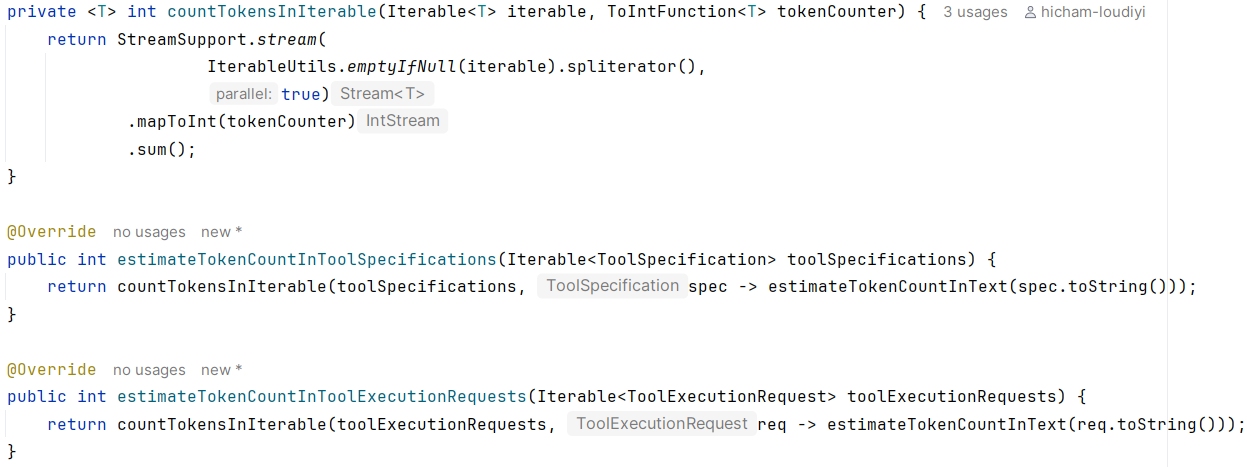 private <T> int countTokensInIterable(Iterable<T> iterable, ToIntFunction<T> tokenCounter) { 3 usages hicham-loudiyi
return StreamSupport.stream(
IterableUtils.emptyIfNull(iterable).spliterator(),
parallel: true) Stream<T>
.mapToInt(tokenCounter) IntStream
.sum();
}
@Override no usages new *
public int estimateTokenCountInToolSpecifications(Iterable<ToolSpecification> toolSpecifications) {
return countTokensInIterable(toolSpecifications, ToolSpecification spec -> estimateTokenCountInText(spec.toString()));
}
@Override no usages new *
public int estimateTokenCountInToolExecutionRequests(Iterable<ToolExecutionRequest> toolExecutionRequests) {
return countTokensInIterable(toolExecutionRequests, ToolExecutionRequest req -> estimateTokenCountInText(req.toString()));
}